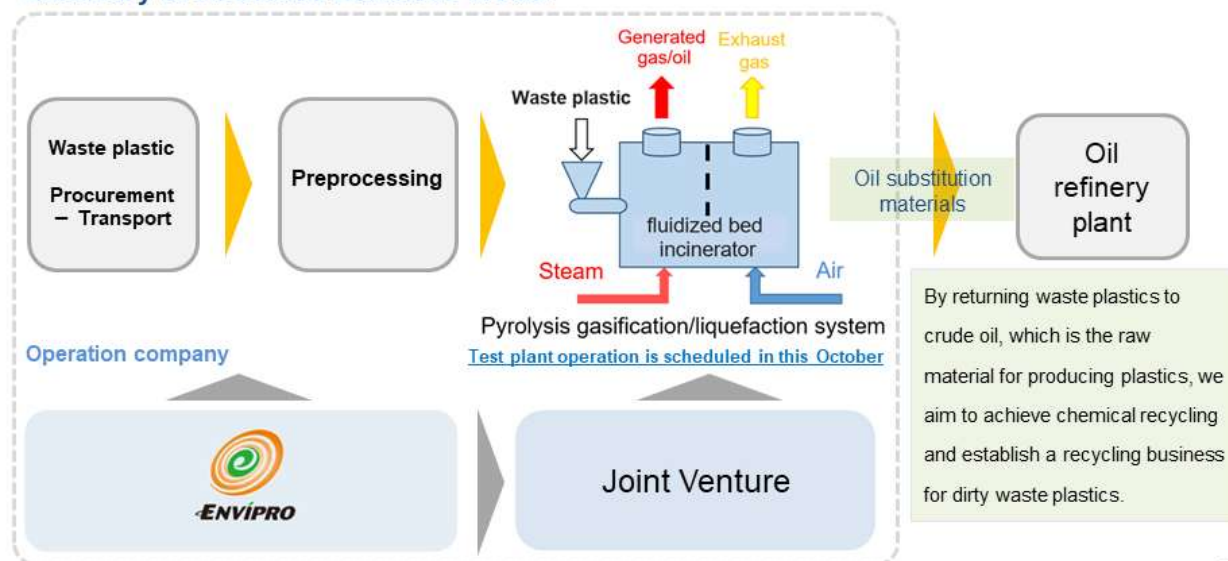 Waste plastic
Procurement
– Transport
Preprocessing
Generated
gas/oil
Exhaust
gas
Waste plastic
fluidized bed
incinerator
Steam
Air
Pyrolysis gasification/liquefaction system
Test plant operation is scheduled in this October
Oil substitution
materials
Oil
refinery
plant
By returning waste plastics to
crude oil, which is the raw
material for producing plastics, we
aim to achieve chemical recycling
and establish a recycling business
for dirty waste plastics.
Operation company
ENVIPRO
Joint Venture